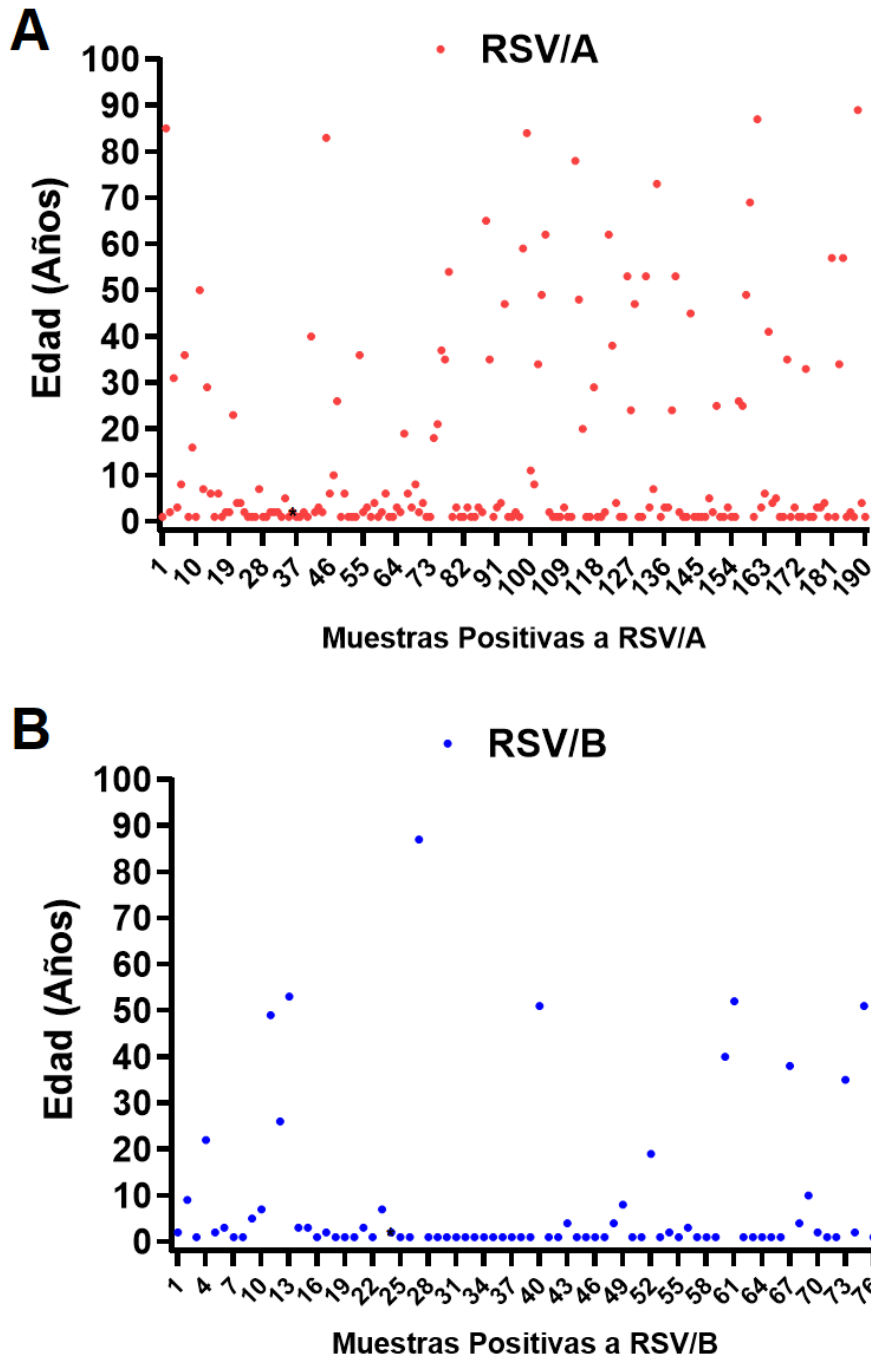 A
RSV/A
100
90
80
70
60
50
40
30
20
10
0
Edad (Años)
1 10 19 28 37 46 55 64 73 82 91 100 109 118 127 136 145 154 163 172 181 190
Muestras Positivas a RSV/A
B
RSV/B
100
90
80
70
60
50
40
30
20
10
0
Edad (Años)
1 4 7 10 13 16 19 22 25 28 31 34 37 40 43 46 49 52 55 58 61 64 67 70 73 76
Muestras Positivas a RSV/B